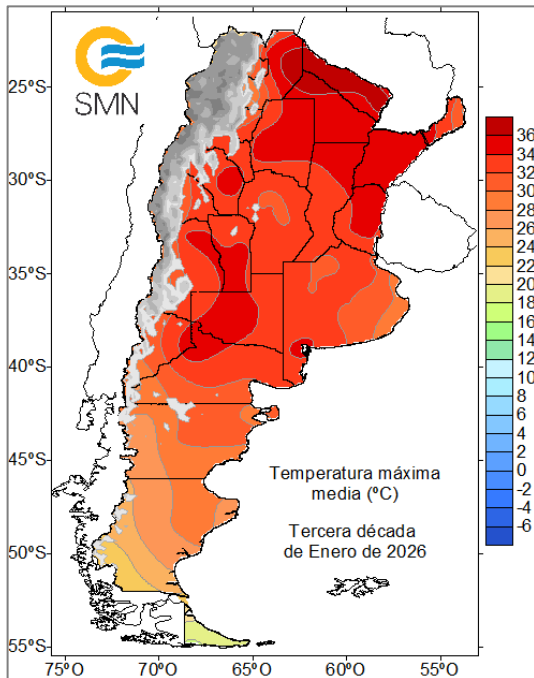 SMN
25°S
30°S
35°S
40°S
45°S
50°S
55°S
75°O
70°O
65°O
60°O
55°O
36
34
32
30
28
26
24
22
20
18
16
14
12
10
8
6
4
2
0
-2
-4
-6
Temperatura máxima
media (ºC)
Tercera década
de Enero de 2026